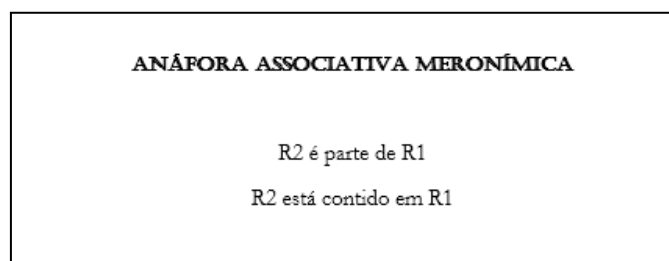 ANÁFORA ASSOCIATIVA MERONÍMICA
R2 é parte de R1
R2 está contido em R1